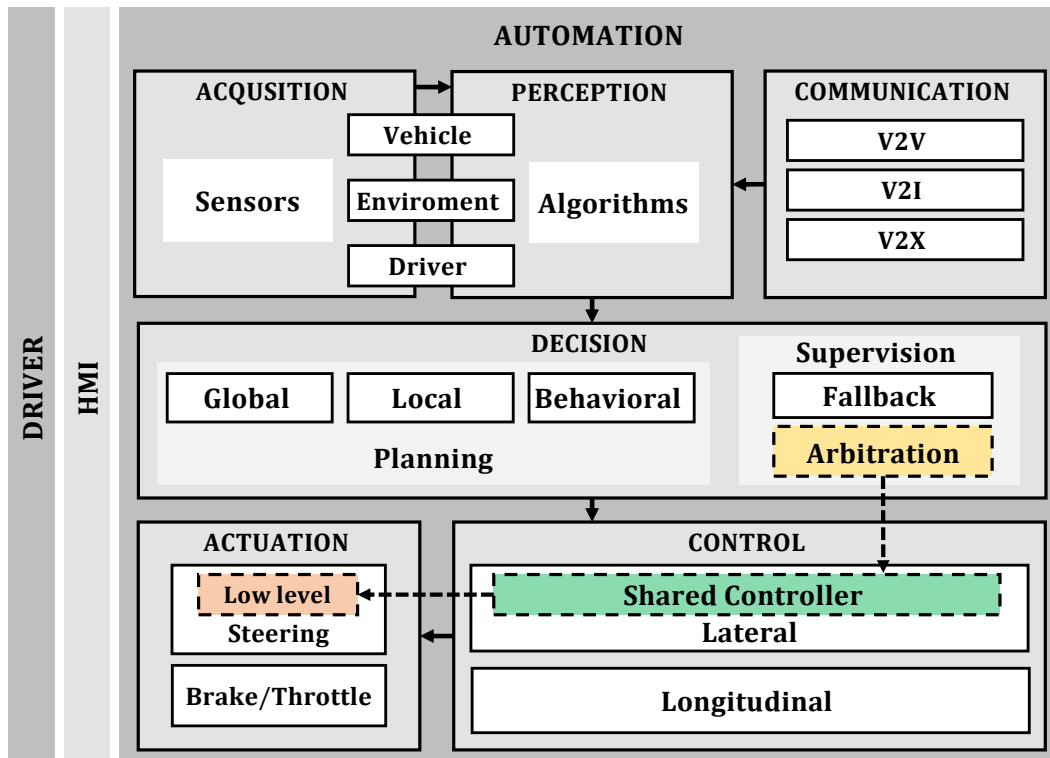 DRIVER
HMI
AUTOMATION
ACQUSITION
Sensors
PERCEPTION
Algorithms
Vehicle
Enviroment
Driver
COMMUNICATION
V2V
V2I
V2X
DECISION
Global
Local
Behavioral
Planning
Supervision
Fallback
Arbitration
ACTUATION
Low level
Steering
Brake/Throttle
CONTROL
Shared Controller
Lateral
Longitudinal